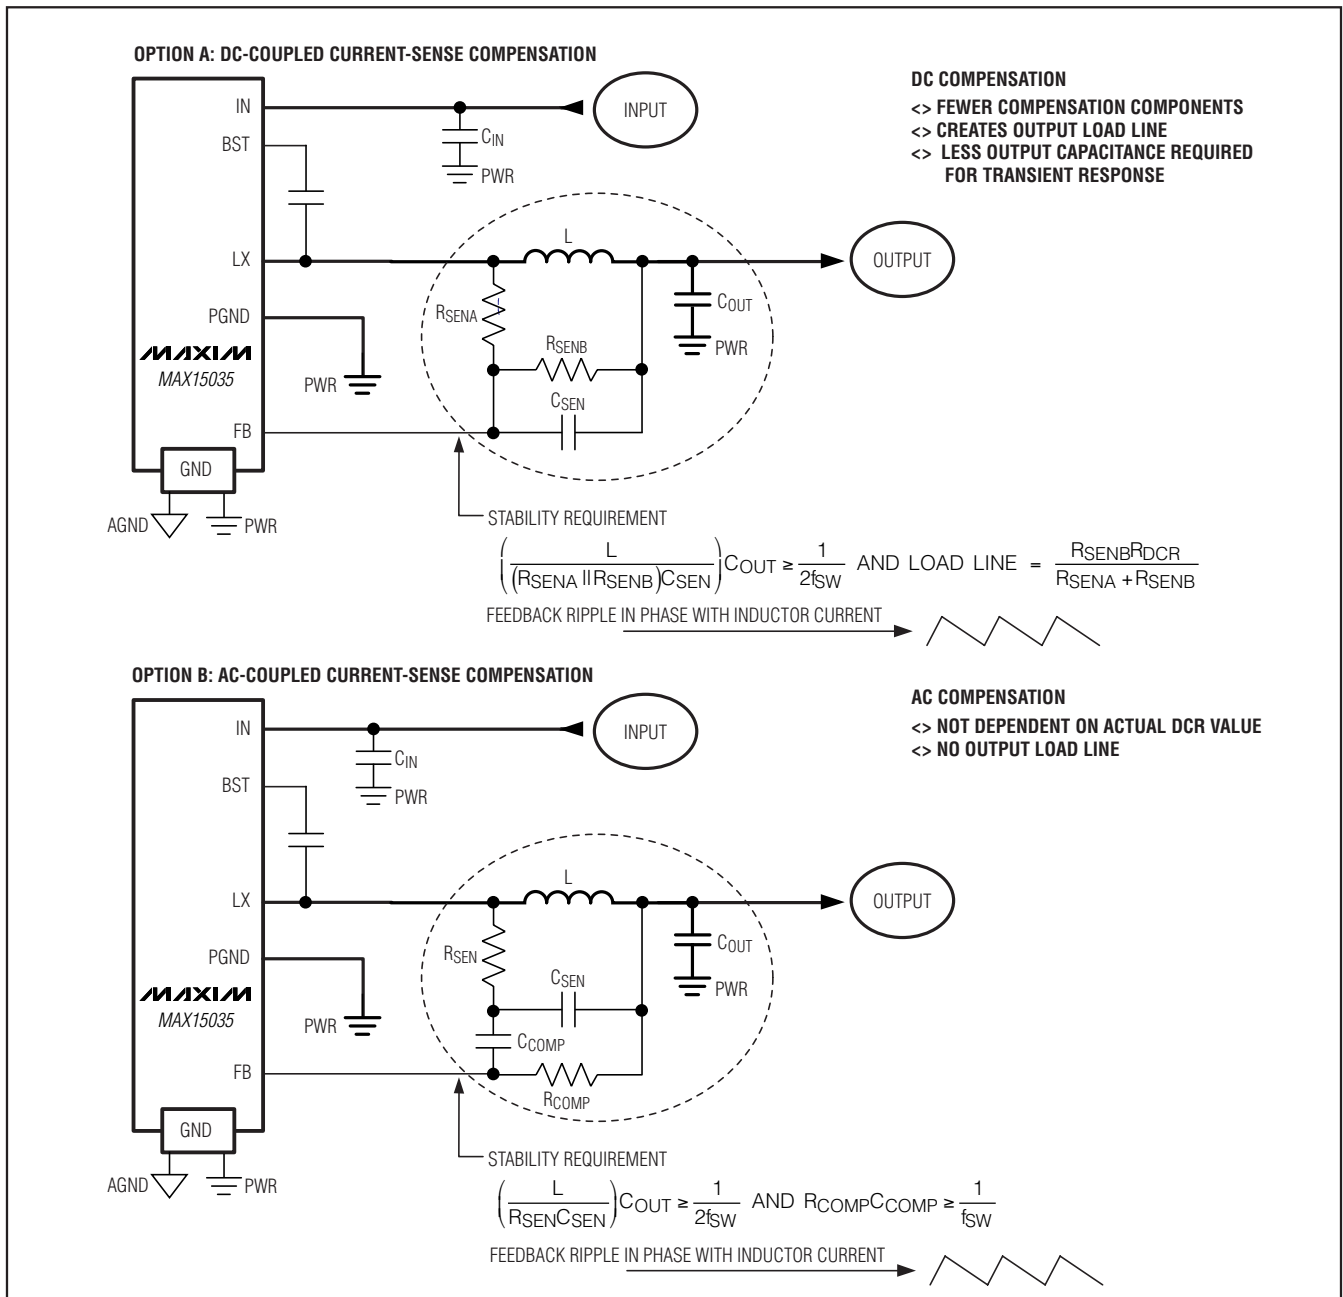 OPTION A: DC-COUPLED CURRENT-SENSE COMPENSATION
DC COMPENSATION
<> FEWER COMPENSATION COMPONENTS
<> CREATES OUTPUT LOAD LINE
<> LESS OUTPUT CAPACITANCE REQUIRED
FOR TRANSIENT RESPONSE
IN
INPUT
BST
CIN
PWR
L
LX
OUTPUT
RSENA
COUT
PGND
RSENB
PWR
MAXIM
MAX15035
PWR
CSEN
FB
GND
AGND
PWR
STABILITY REQUIREMENT
(L / (RSENA II RSENB)CSEN) COUT ≥ 1 / 2fSW AND LOAD LINE = RSENBRDCR / RSENA + RSENB
FEEDBACK RIPPLE IN PHASE WITH INDUCTOR CURRENT
OPTION B: AC-COUPLED CURRENT-SENSE COMPENSATION
AC COMPENSATION
<> NOT DEPENDENT ON ACTUAL DCR VALUE
<> NO OUTPUT LOAD LINE
IN
INPUT
CIN
BST
PWR
L
LX
OUTPUT
RSEN
COUT
PGND
CSEN
PWR
MAXIM
MAX15035
PWR
CCOMP
FB
RCOMP
GND
AGND
PWR
STABILITY REQUIREMENT
(L / RSENCSEN) COUT ≥ 1 / 2fSW AND RCOMPCCOMP ≥ 1 / fSW
FEEDBACK RIPPLE IN PHASE WITH INDUCTOR CURRENT